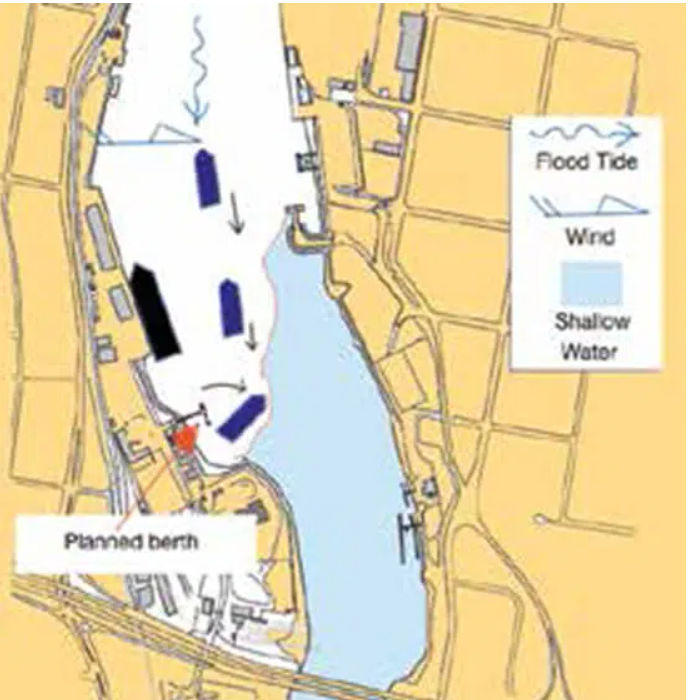 Flood Tide
Wind
Shallow
Water
Planned berth